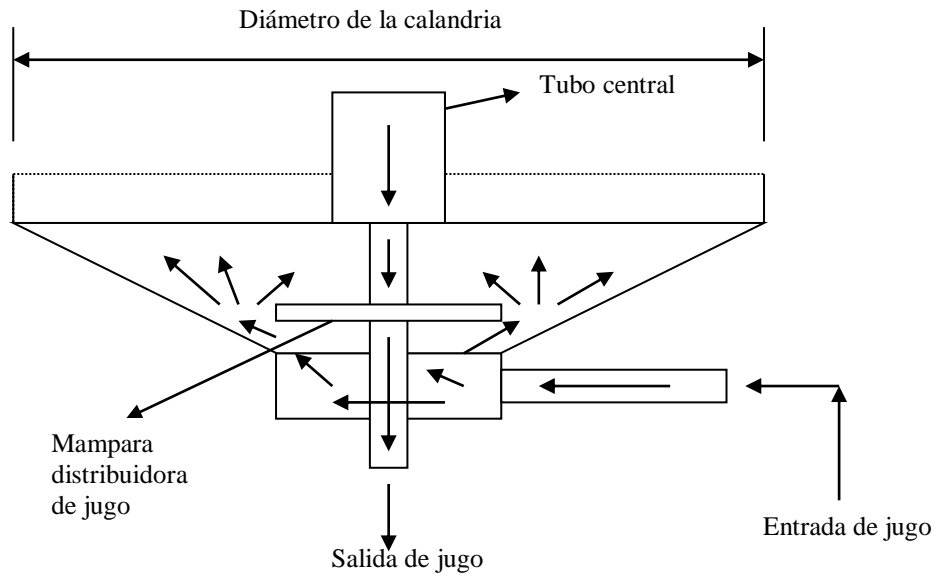 Diámetro de la calandria
Tubo central
Mampara
distribuidora
de jugo
Entrada de jugo
Salida de jugo